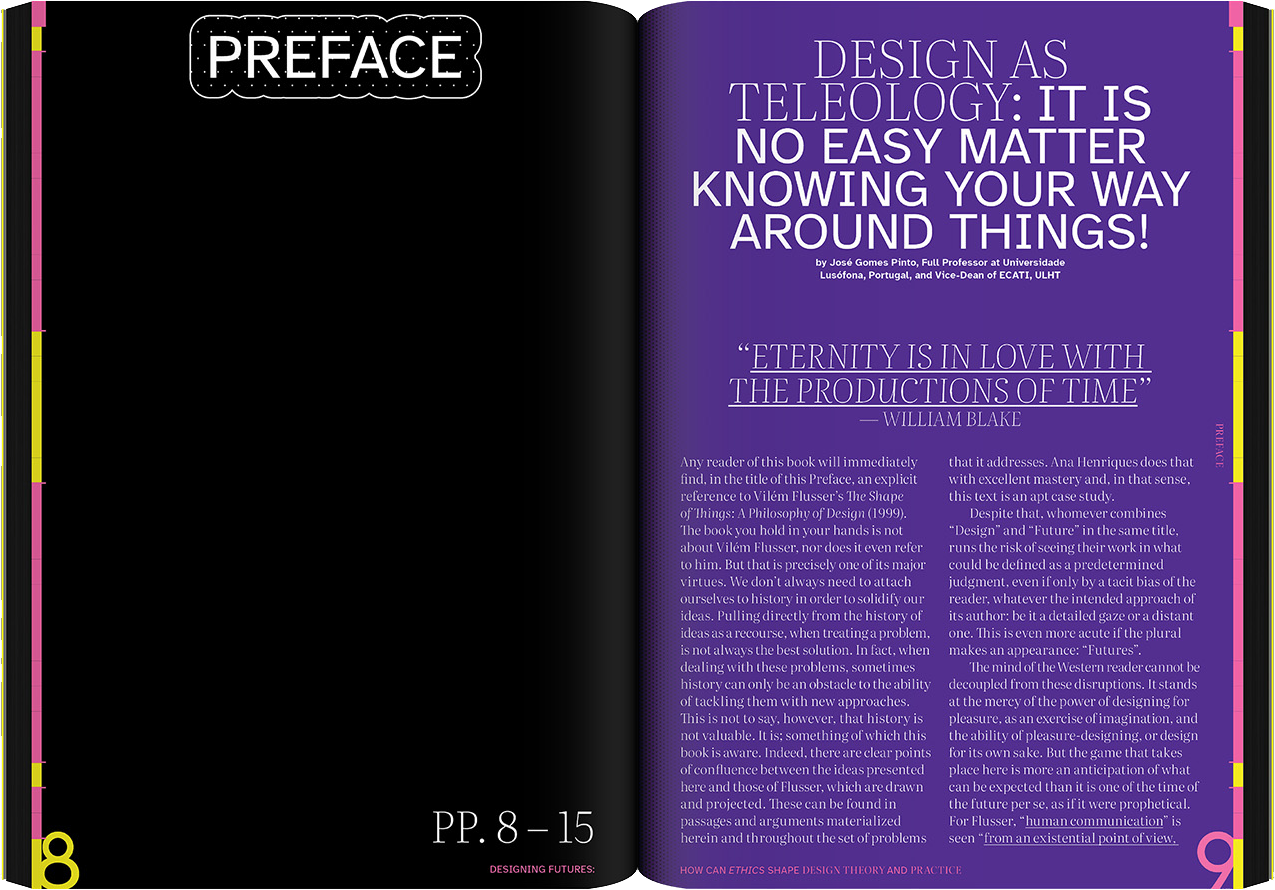 PREFACE
PP. 8 – 15
DESIGNING FUTURES:
8
DESIGN AS
TELEOLOGY: IT IS
NO EASY MATTER
KNOWING YOUR WAY
AROUND THINGS!
by José Gomes Pinto, Full Professor at Universidade
Lusófona, Portugal, and Vice-Dean of ECATI, ULHT
“ETERNITY IS IN LOVE WITH
THE PRODUCTIONS OF TIME”
— WILLIAM BLAKE
Any reader of this book will immediately
find, in the title of this Preface, an explicit
reference to Vilém Flusser’s The Shape
of Things: A Philosophy of Design (1999).
The book you hold in your hands is not
about Vilém Flusser, nor does it even refer
to him. But that is precisely one of its major
virtues. We don’t always need to attach
ourselves to history in order to solidify our
ideas. Pulling directly from the history of
ideas as a recourse, when treating a problem,
is not always the best solution. In fact, when
dealing with these problems, sometimes
history can only be an obstacle to the ability
of tackling them with new approaches.
This is not to say, however, that history is
not valuable. It is; something of which this
book is aware. Indeed, there are clear points
of confluence between the ideas presented
here and those of Flusser, which are drawn
and projected. These can be found in
passages and arguments materialized
herein and throughout the set of problems
that it addresses. Ana Henriques does that
with excellent mastery and, in that sense,
this text is an apt case study.
Despite that, whomever combines
“Design” and “Future” in the same title,
runs the risk of seeing their work in what
could be defined as a predetermined
judgment, even if only by a tacit bias of the
reader, whatever the intended approach of
its author: be it a detailed gaze or a distant
one. This is even more acute if the plural
makes an appearance: “Futures”.
The mind of the Western reader cannot be
decoupled from these disruptions. It stands
at the mercy of the power of designing for
pleasure, as an exercise of imagination, and
the ability of pleasure-designing, or design
for its own sake. But the game that takes
place here is more an anticipation of what
can be expected than it is one of the time of
the future per se, as if it were prophetical.
For Flusser, “human communication” is
seen “from an existential point of view,
PREFACE
HOW CAN ETHICS SHAPE DESIGN THEORY AND PRACTICE
9